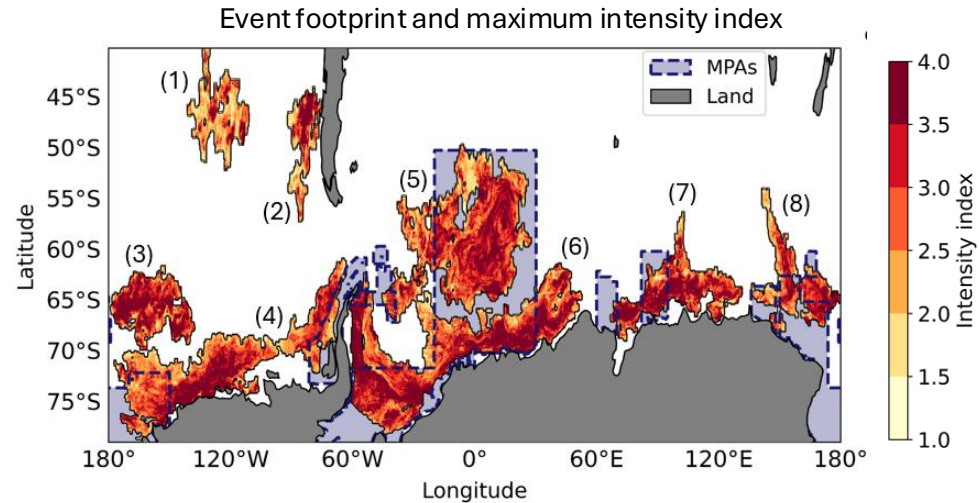 Event footprint and maximum intensity index
(1)
(2)
(3)
(4)
(5)
(6)
(7)
(8)
MPAs
Land
45°S
50°S
55°S
60°S
65°S
70°S
75°S
Latitude
180° 120°W 60°W 0° 60°E 120°E 180°
Longitude
4.0
3.5
3.0
2.5
2.0
1.5
1.0
Intensity index